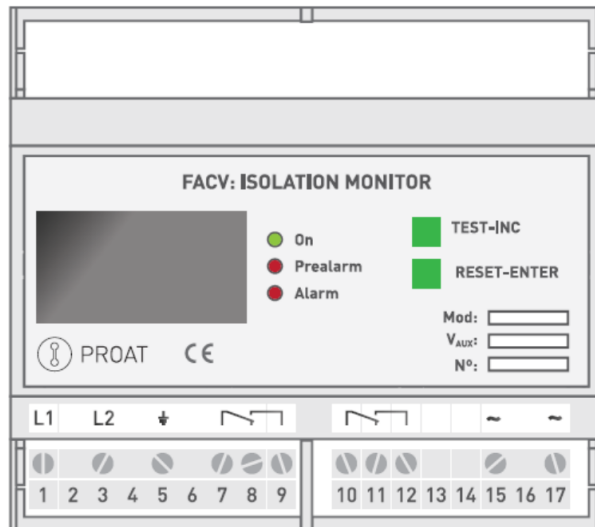 FACV: ISOLATION MONITOR
On
Prealarm
Alarm
TEST-INC
RESET-ENTER
Mod:
VAUX:
Nº:
PROAT CE
L1 L2 ~ ~
1 2 3 4 5 6 7 8 9 10 11 12 13 14 15 16 17